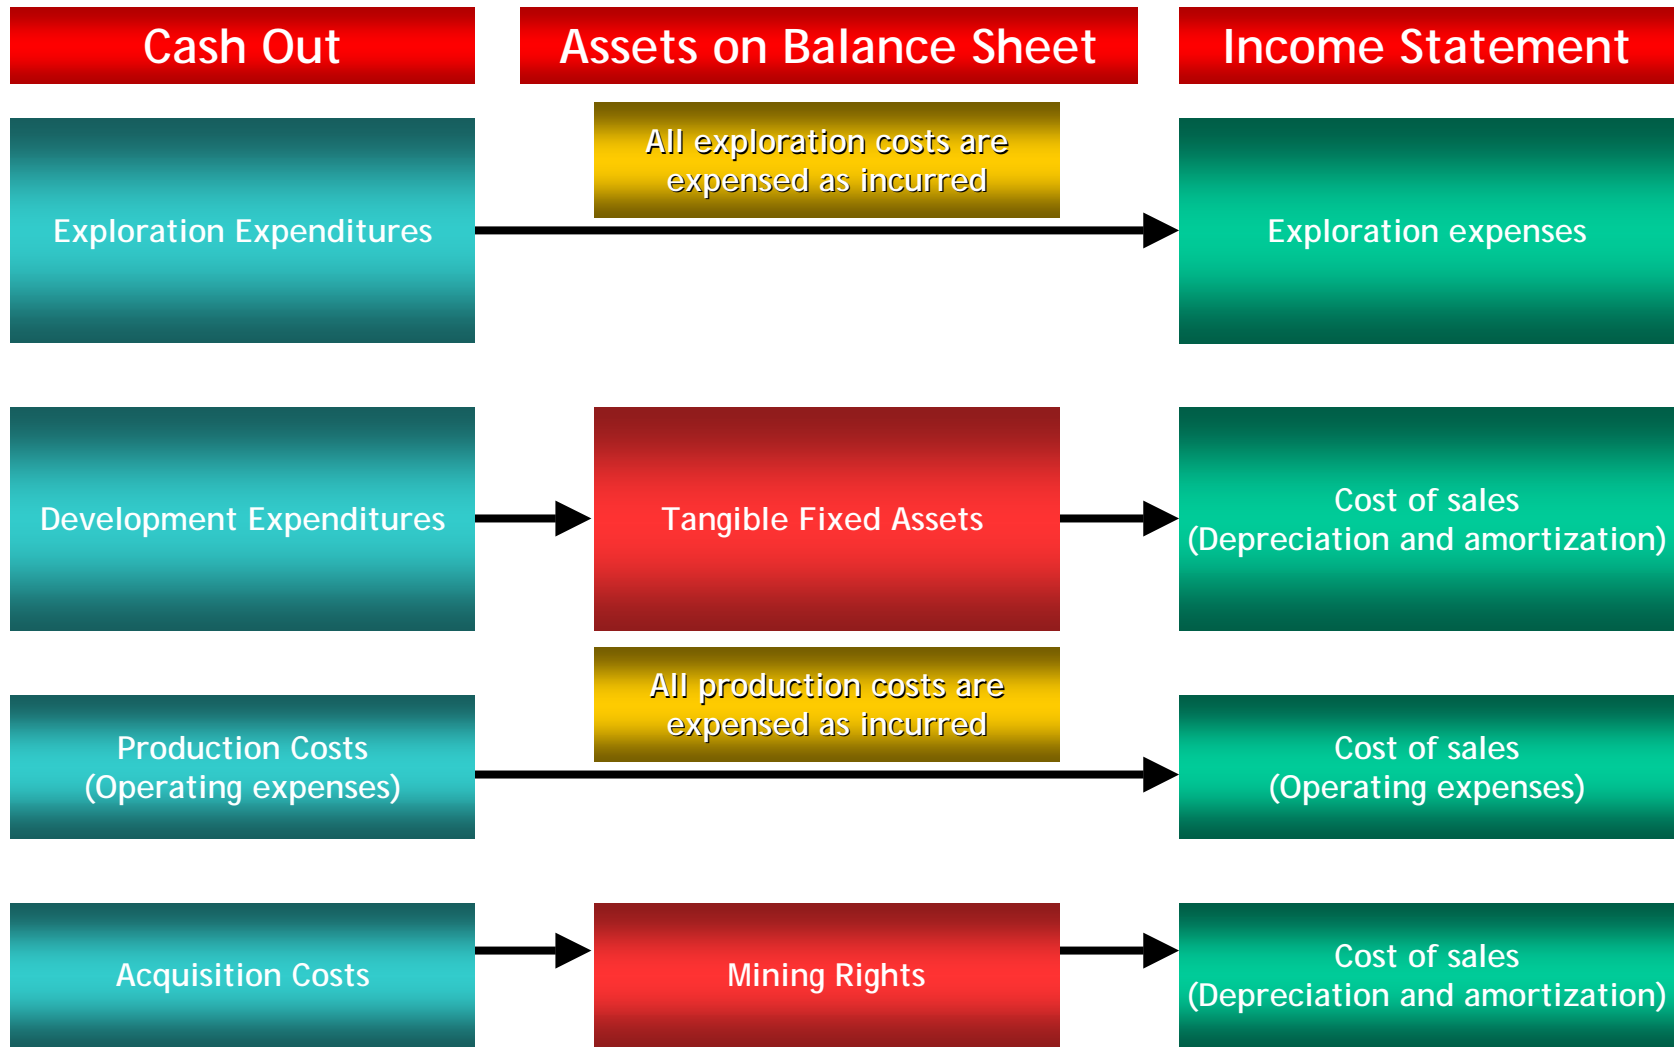 Cash Out
Assets on Balance Sheet
Income Statement
All exploration costs are
expensed as incurred
Exploration Expenditures
Exploration expenses
Development Expenditures
Tangible Fixed Assets
Cost of sales
(Depreciation and amortization)
All production costs are
expensed as incurred
Production Costs
(Operating expenses)
Cost of sales
(Operating expenses)
Acquisition Costs
Mining Rights
Cost of sales
(Depreciation and amortization)